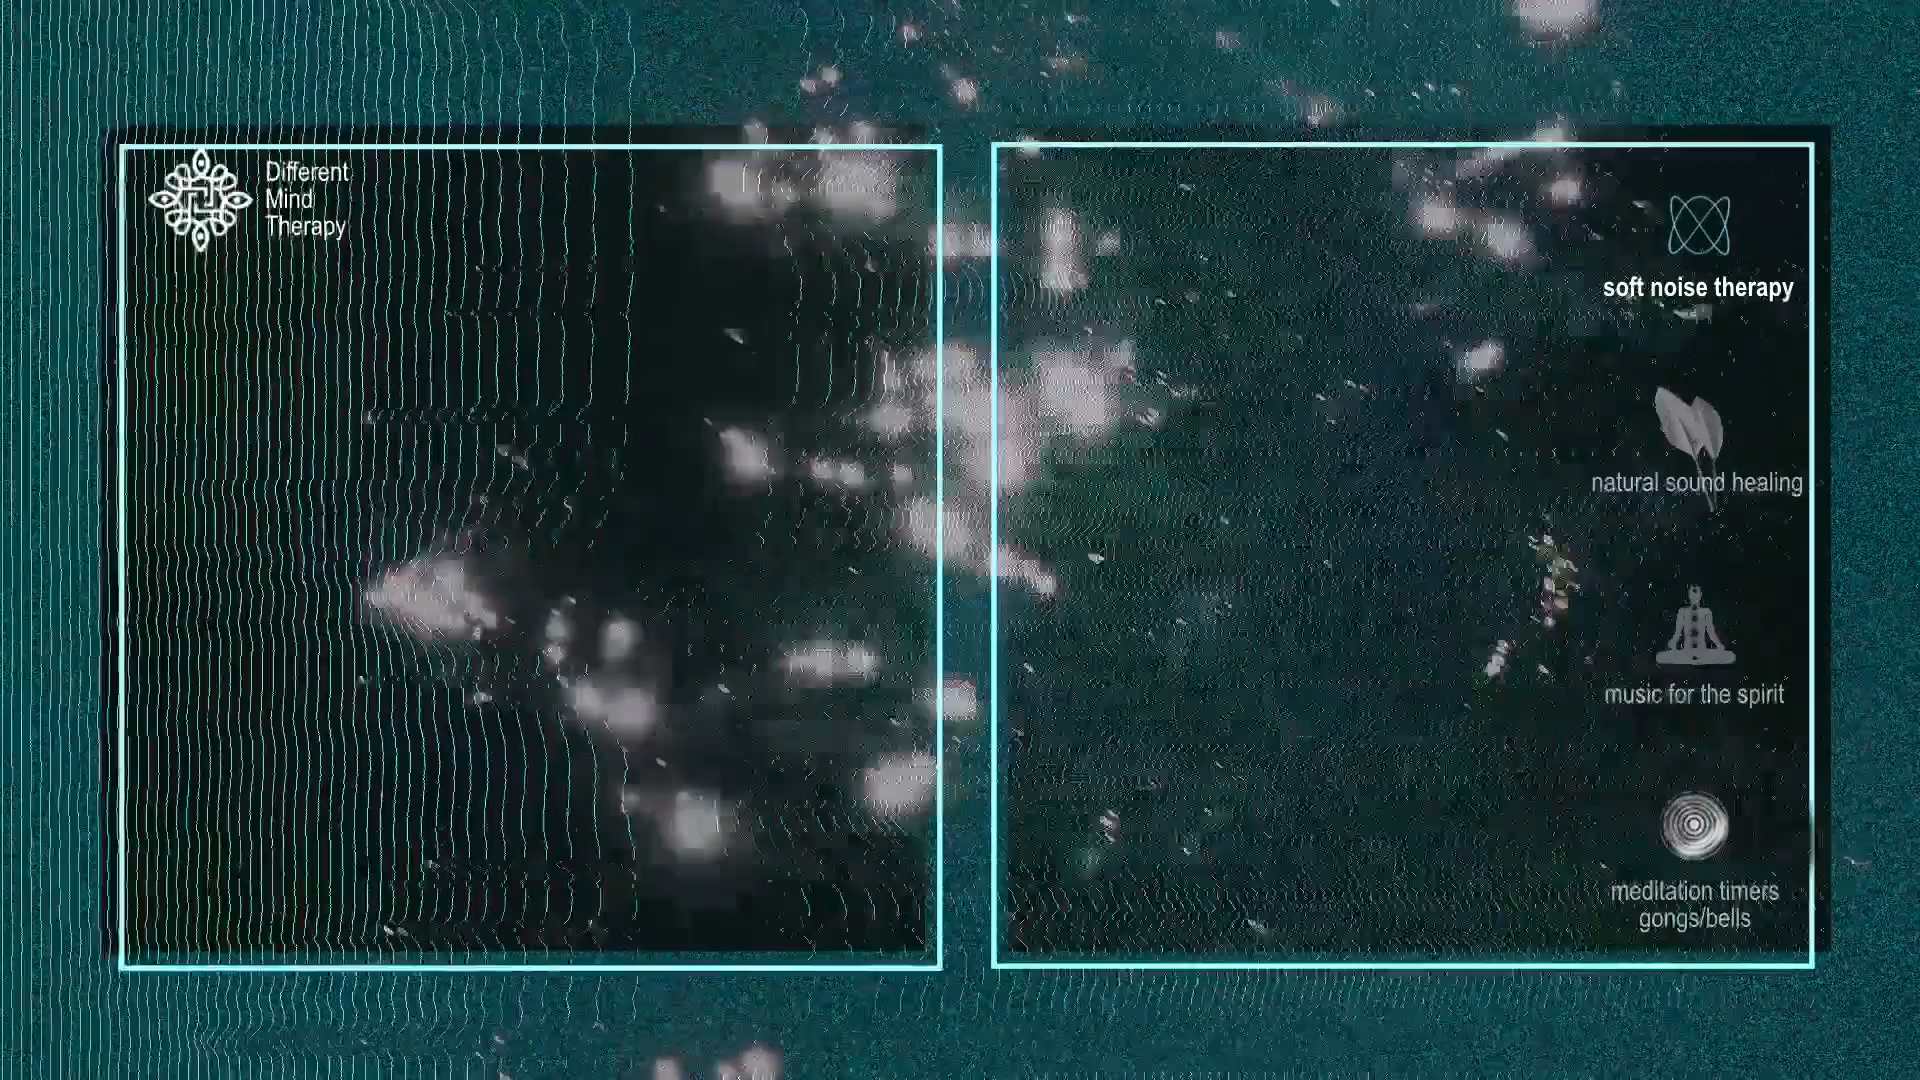 Different
Mind
Therapy
soft noise therapy
natural sound healing
music for the spirit
meditation timers
gongs/bells